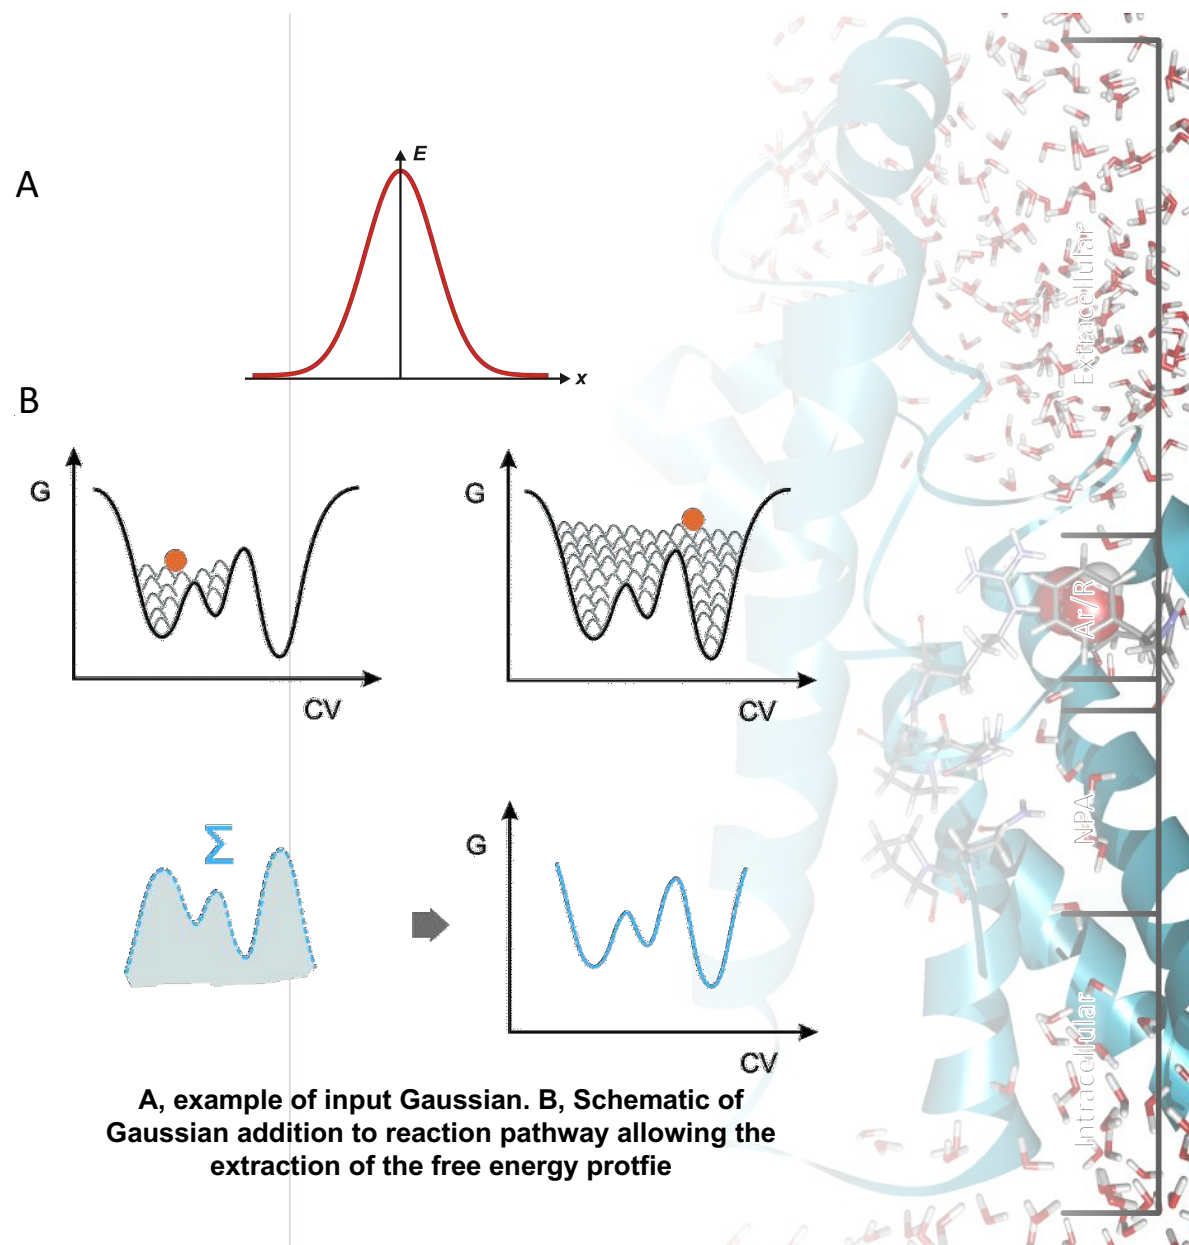 A
E
x
B
G
CV
G
CV
Σ
G
CV
A, example of input Gaussian. B, Schematic of
Gaussian addition to reaction pathway allowing the
extraction of the free energy protfie
Extracellular
Ar/R
NPA
Intracellular